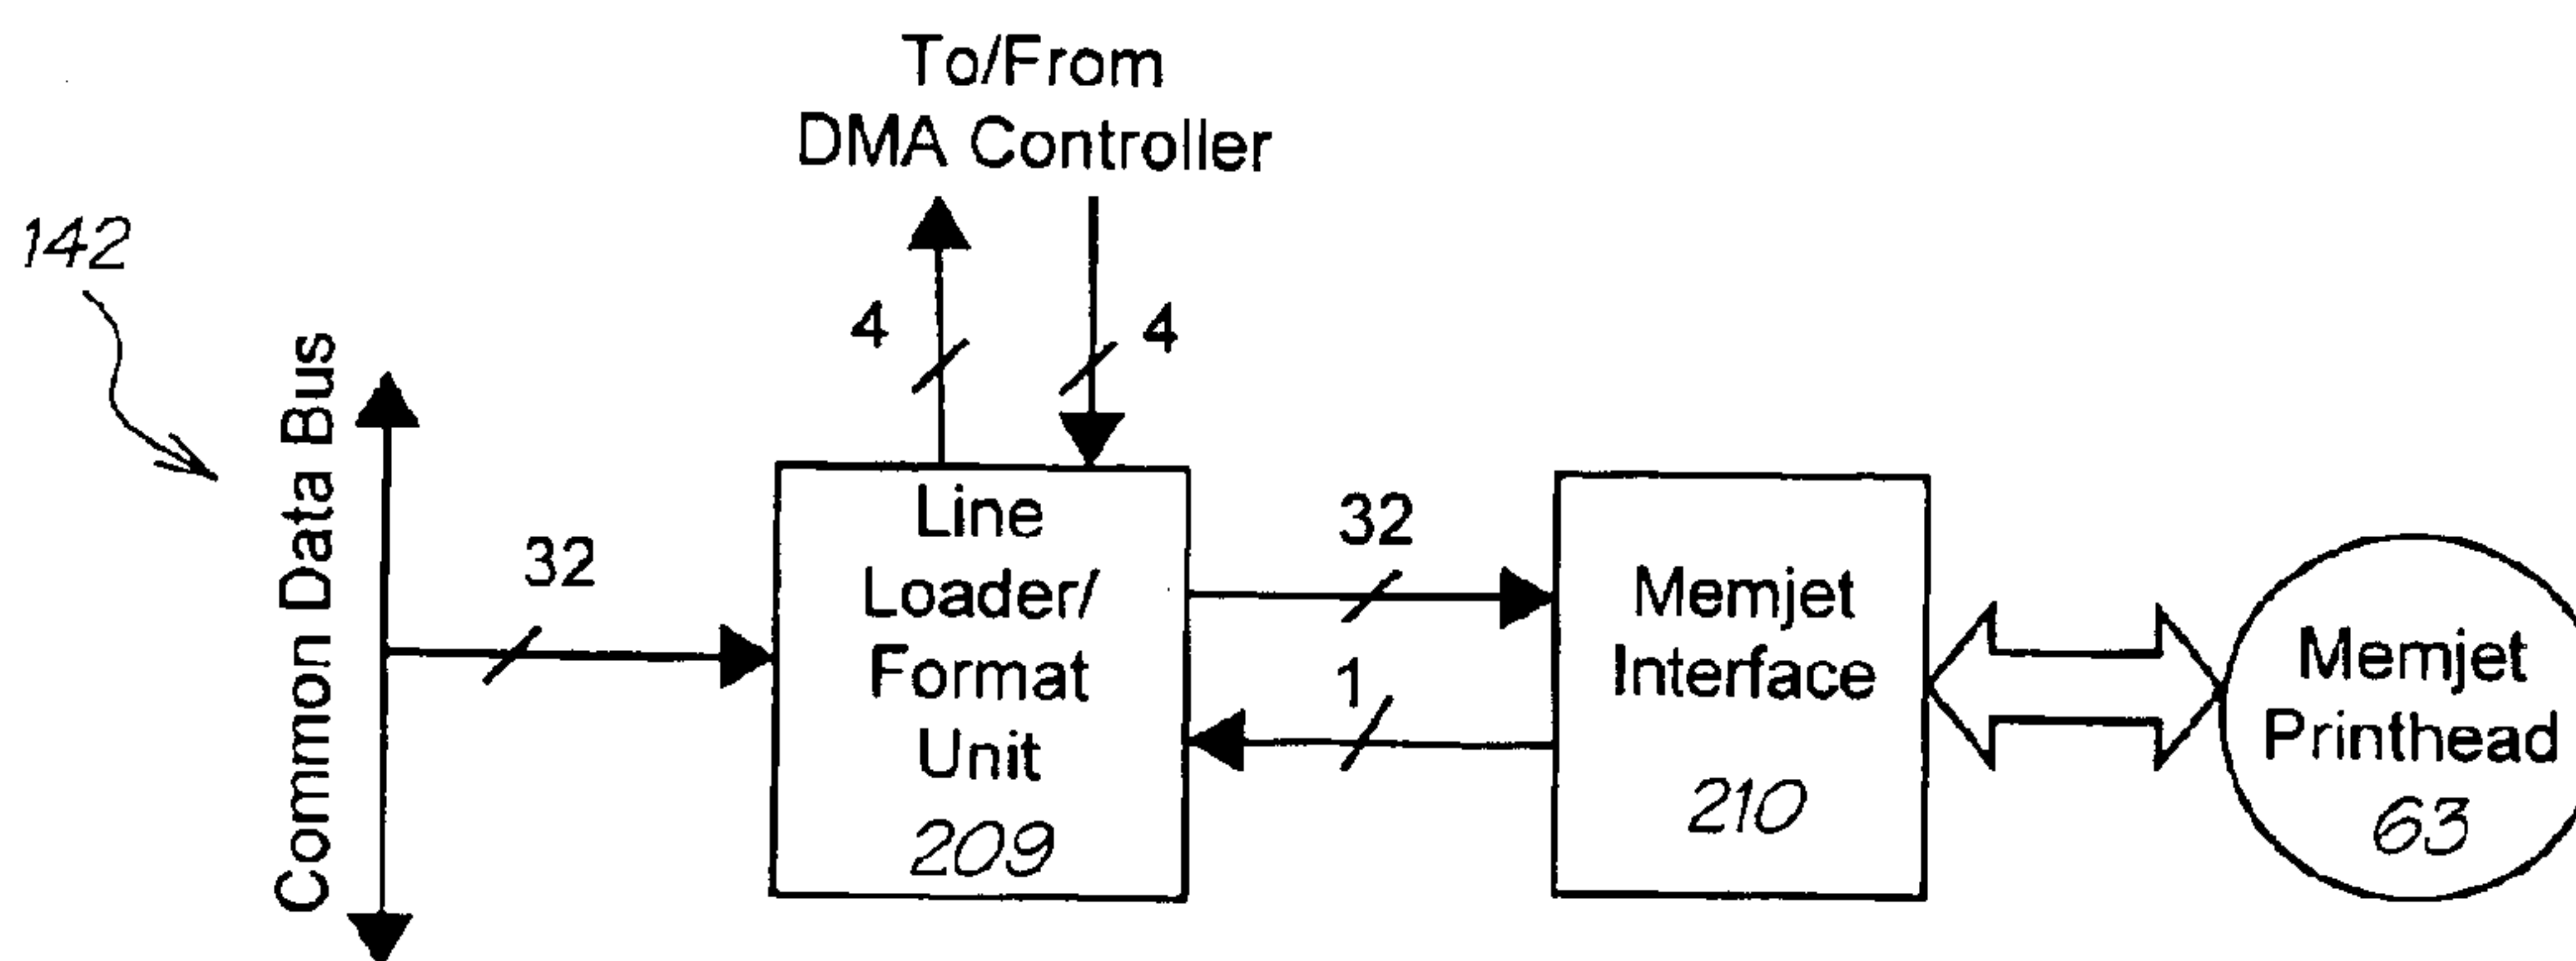 To/From
DMA Controller
142
4
4
Common Data Bus
32
Line
Loader/
Format
Unit
209
32
1
Memjet
Interface
210
Memjet
Printhead
63